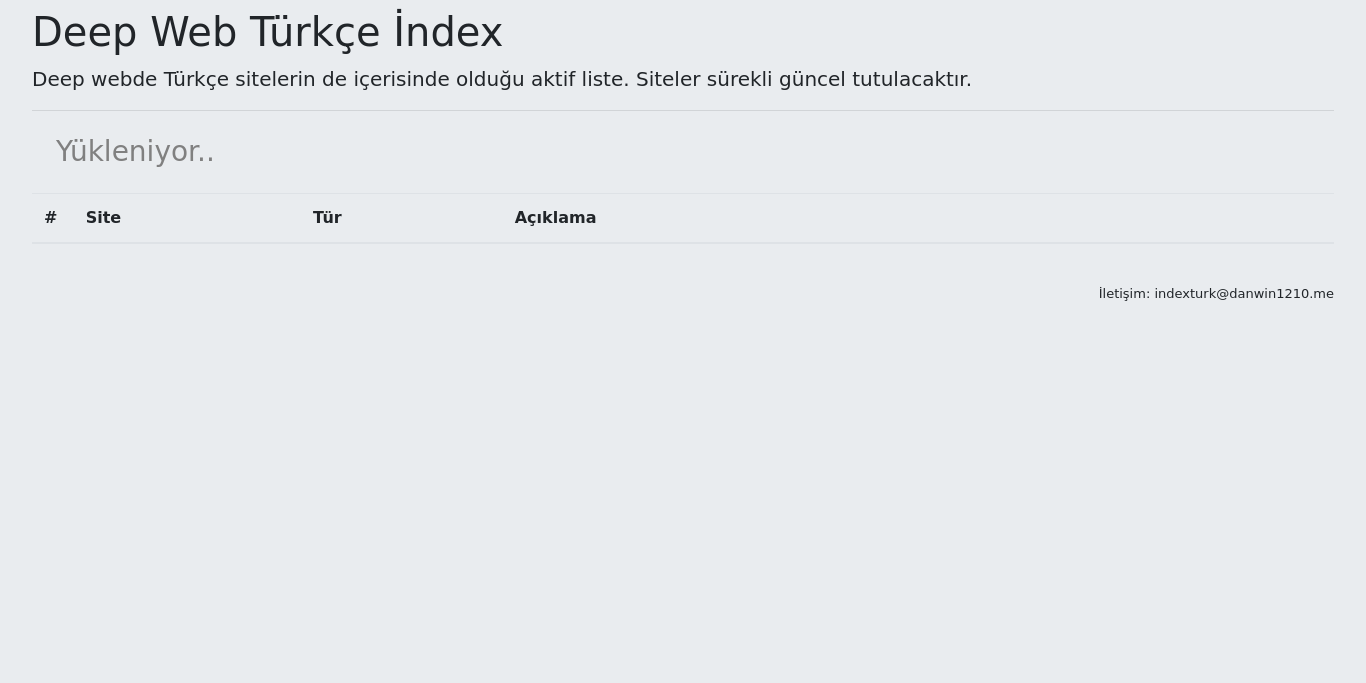 Deep Web Türkçe İndex
Deep webde Türkçe sitelerin de içerisinde olduğu aktif liste. Siteler sürekli güncel tutulacaktır.
Yükleniyor..
# Site Tür Açıklama
İletişim: indexturk@danwin1210.me